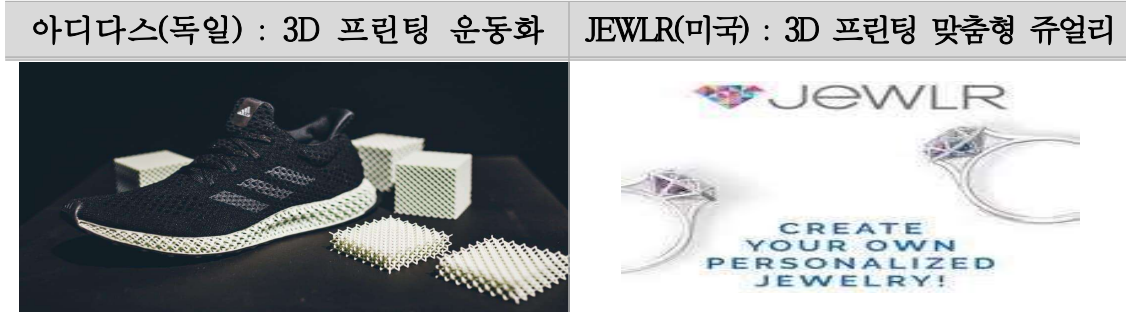 아디다스(독일) : 3D 프린팅 운동화
JEWLR(미국) : 3D 프린팅 맞춤형 쥬얼리
JeWLR
CREATE
YOUR OWN
PERSONALIZED
JEWELRY!